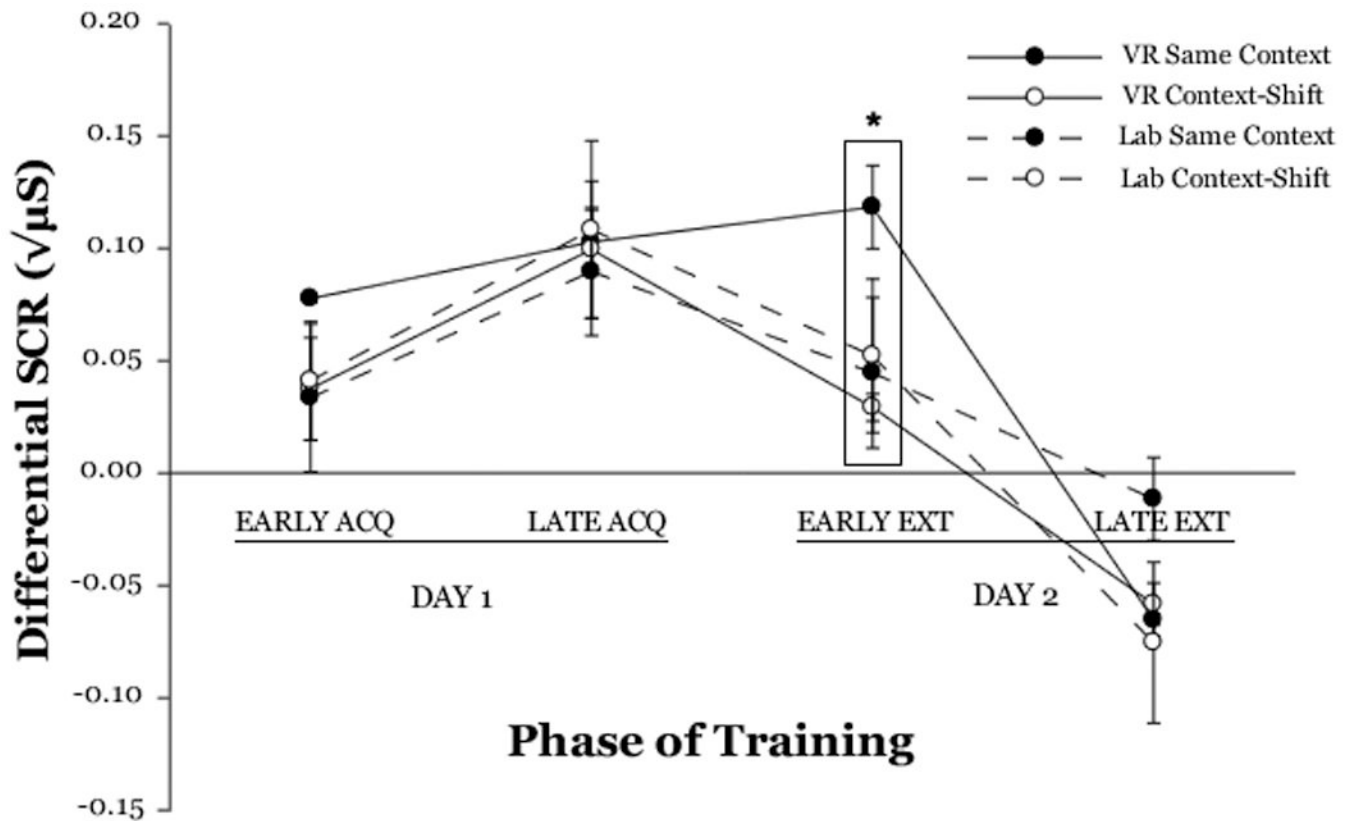 0.20
0.15
0.10
0.05
0.00
-0.05
-0.10
-0.15
Differential SCR (√µS)
VR Same Context
VR Context-Shift
Lab Same Context
Lab Context-Shift
*
EARLY ACQ
LATE ACQ
EARLY EXT
LATE EXT
DAY 1
DAY 2
Phase of Training